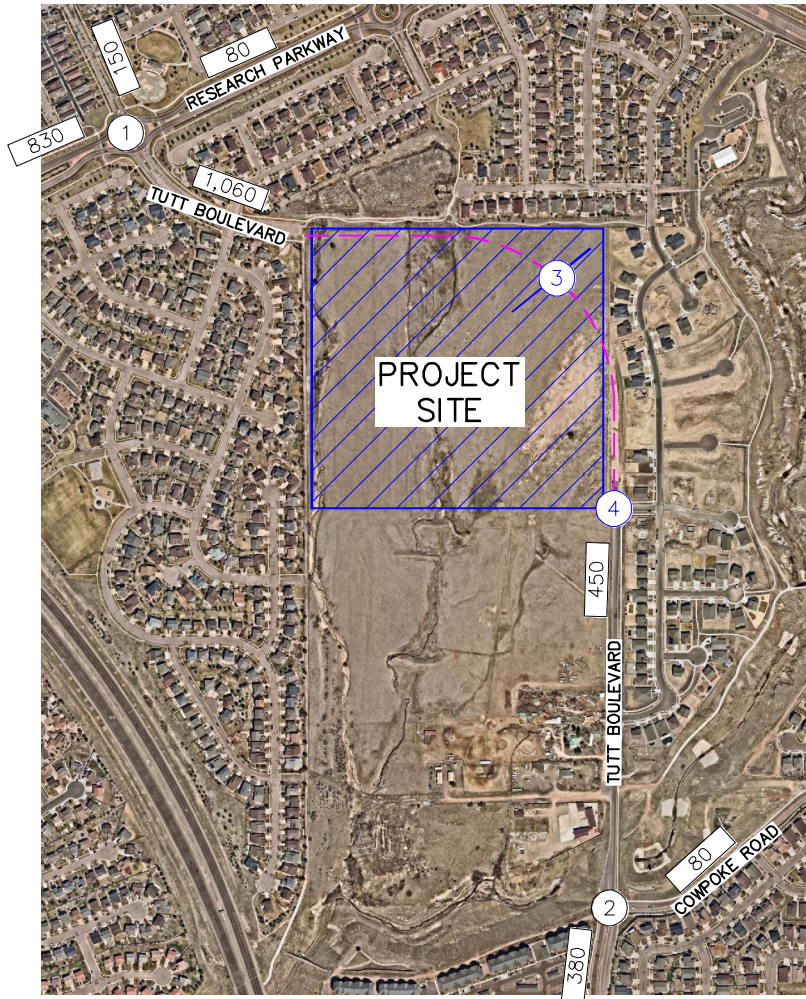 150
80
RESEARCH PARKWAY
830
1
1,060
TUTT BOULEVARD
3
PROJECT
SITE
4
450
TUTT BOULEVARD
80
COWPOKE ROAD
2
380